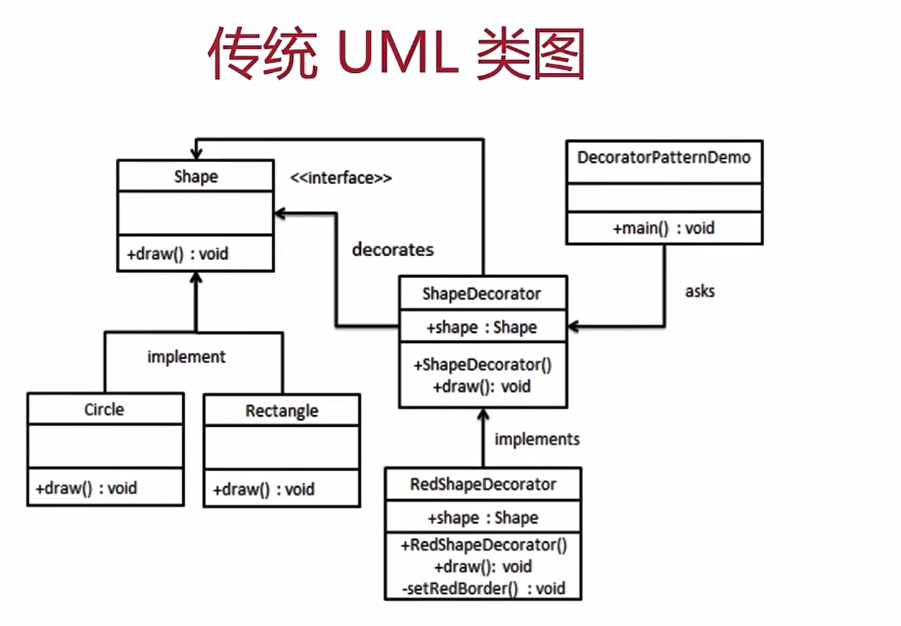 传统 UML 类图
Shape
+draw() : void
<<interface>>
decorates
DecoratorPatternDemo
+main() : void
asks
ShapeDecorator
+shape : Shape
+ShapeDecorator()
+draw(): void
implement
Circle
+draw() : void
Rectangle
+draw() : void
implements
RedShapeDecorator
+shape : Shape
+RedShapeDecorator()
+draw(): void
-setRedBorder() : void